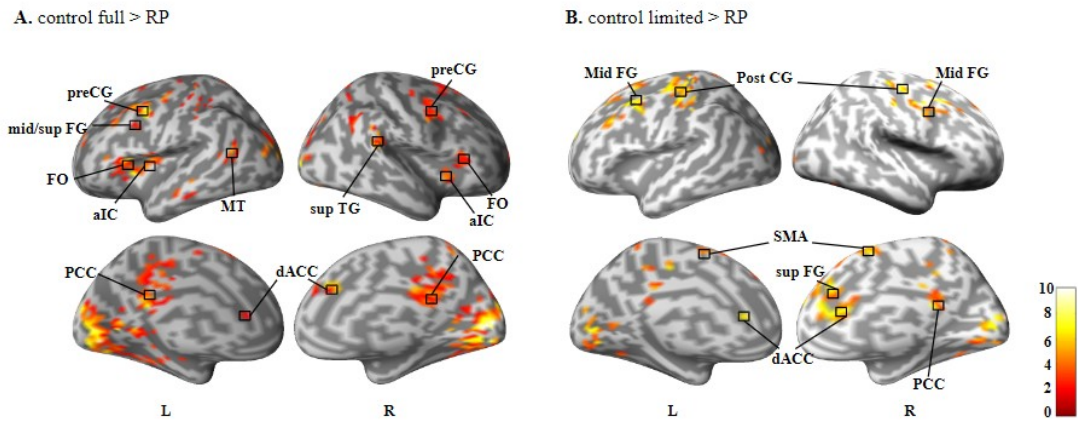 A. control full > RP
B. control limited > RP
preCG
preCG
mid/sup FG
FO
aIC
MT
sup TG
aIC
FO
Mid FG
Post CG
Mid FG
PCC
dACC
PCC
SMA
sup FG
dACC
PCC
10
8
6
4
2
0
L
R
L
R